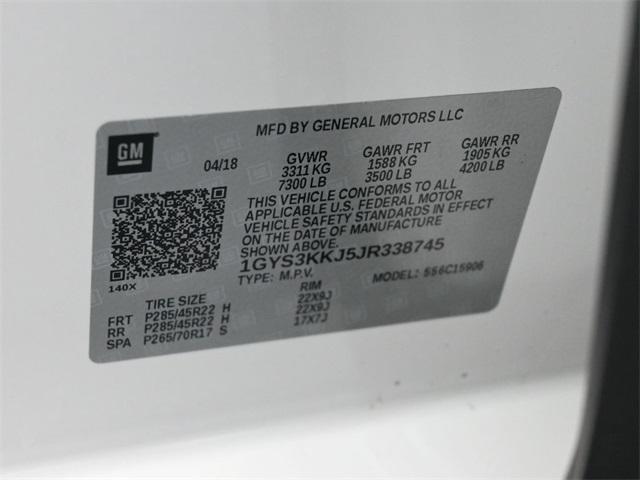 GM
MFD BY GENERAL MOTORS LLC
04/18 GVWR GAWR FRT GAWR RR
3311 KG 1588 KG 1905 KG
7300 LB 3500 LB 4200 LB
THIS VEHICLE CONFORMS TO ALL
APPLICABLE U.S. FEDERAL MOTOR
VEHICLE SAFETY STANDARDS IN EFFECT
ON THE DATE OF MANUFACTURE
SHOWN ABOVE.
1GYS3KKJ5JR338745
TYPE: M.P.V. MODEL: 5S6C15906
140X
TIRE SIZE RIM
FRT P285/45R22 H 22X9J
RR P285/45R22 H 22X9J
SPA P265/70R17 S 17X7J